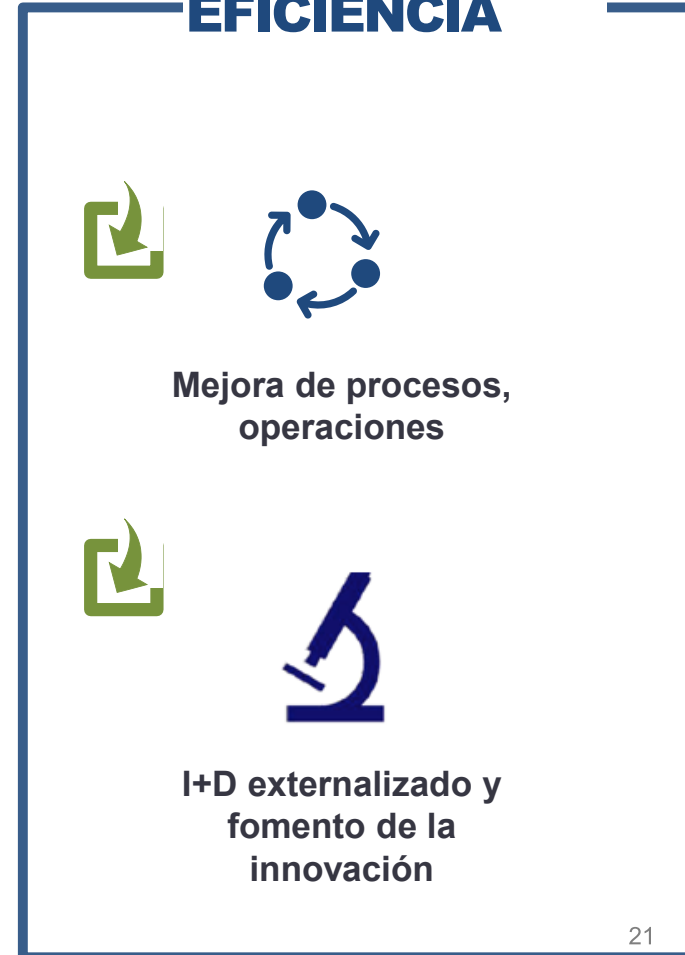 EFICIENCIA
Mejora de procesos,
operaciones
I+D externalizado y
fomento de la
innovación
21